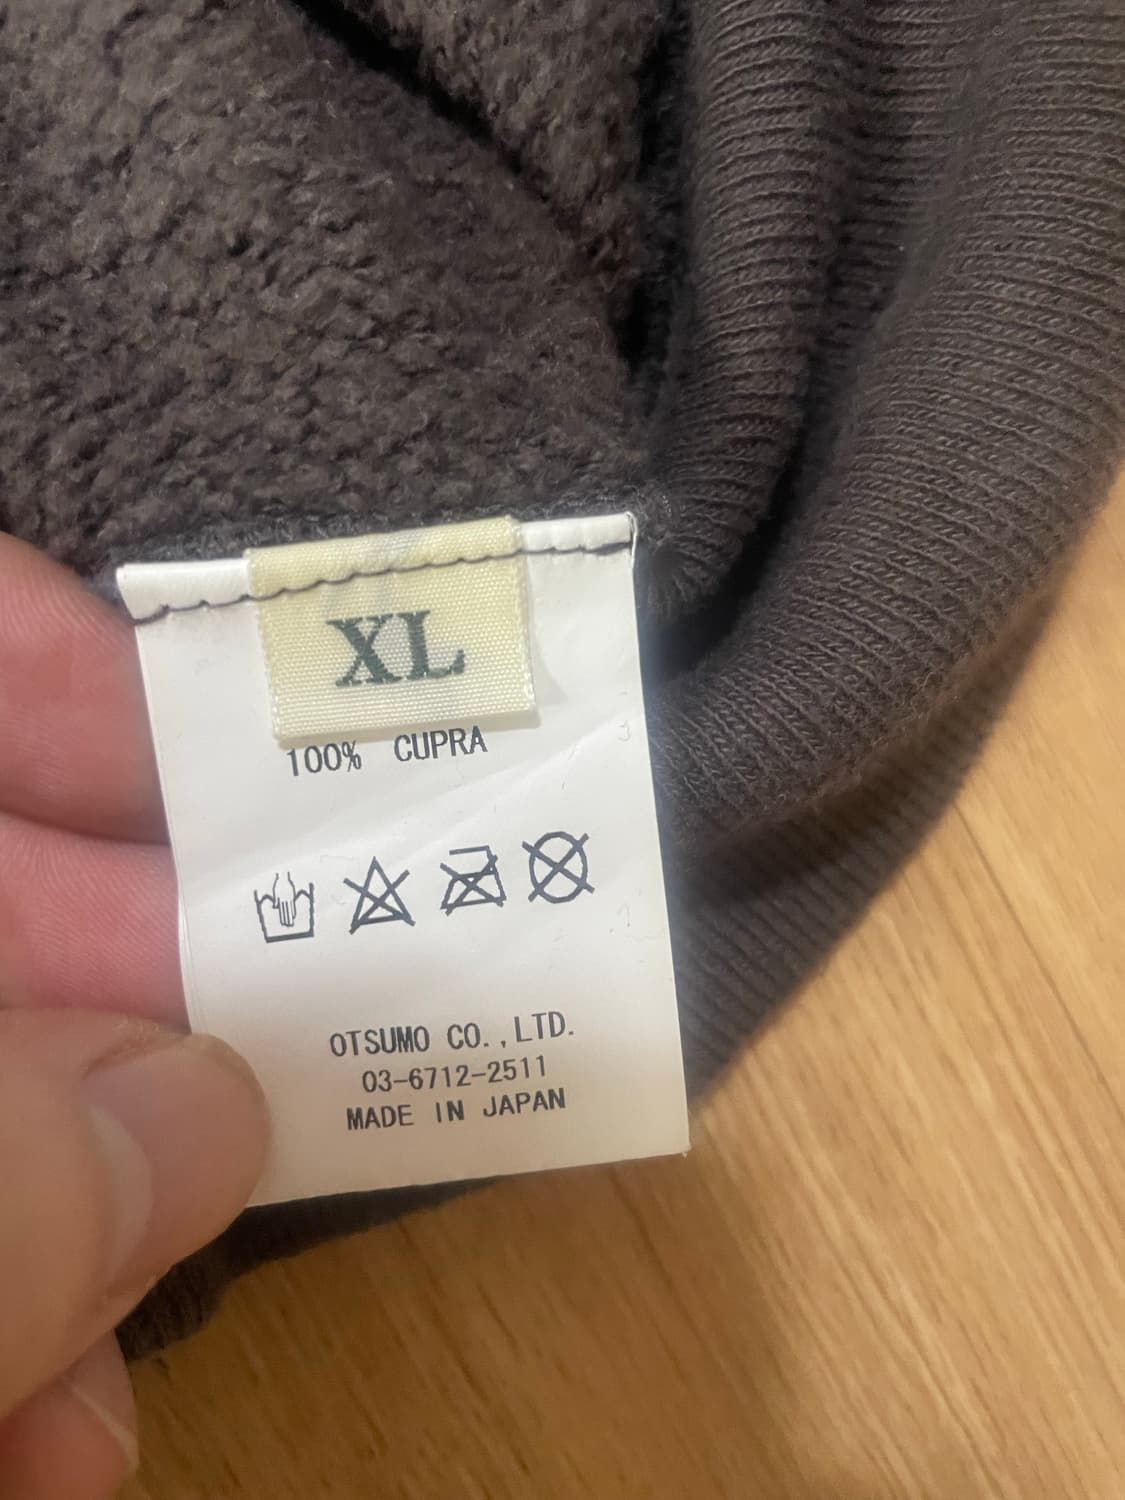 XL
100% CUPRA
OTSUMO CO.,LTD.
03-6712-2511
MADE IN JAPAN